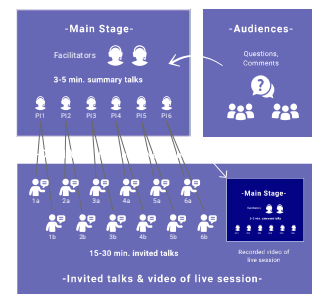 -Main Stage-
Facilitators
3-5 min. summary talks
PI1 PI2 PI3 PI4 PI5 PI6
-Audiences-
Questions,
Comments
?
1a 2a 3a 4a 5a 6a
1b 2b 3b 4b 5b 6b
15-30 min. invited talks
-Main Stage-
Facilitators
3-5 min. summary talks
Recorded video of
live session
-Invited talks & video of live session-